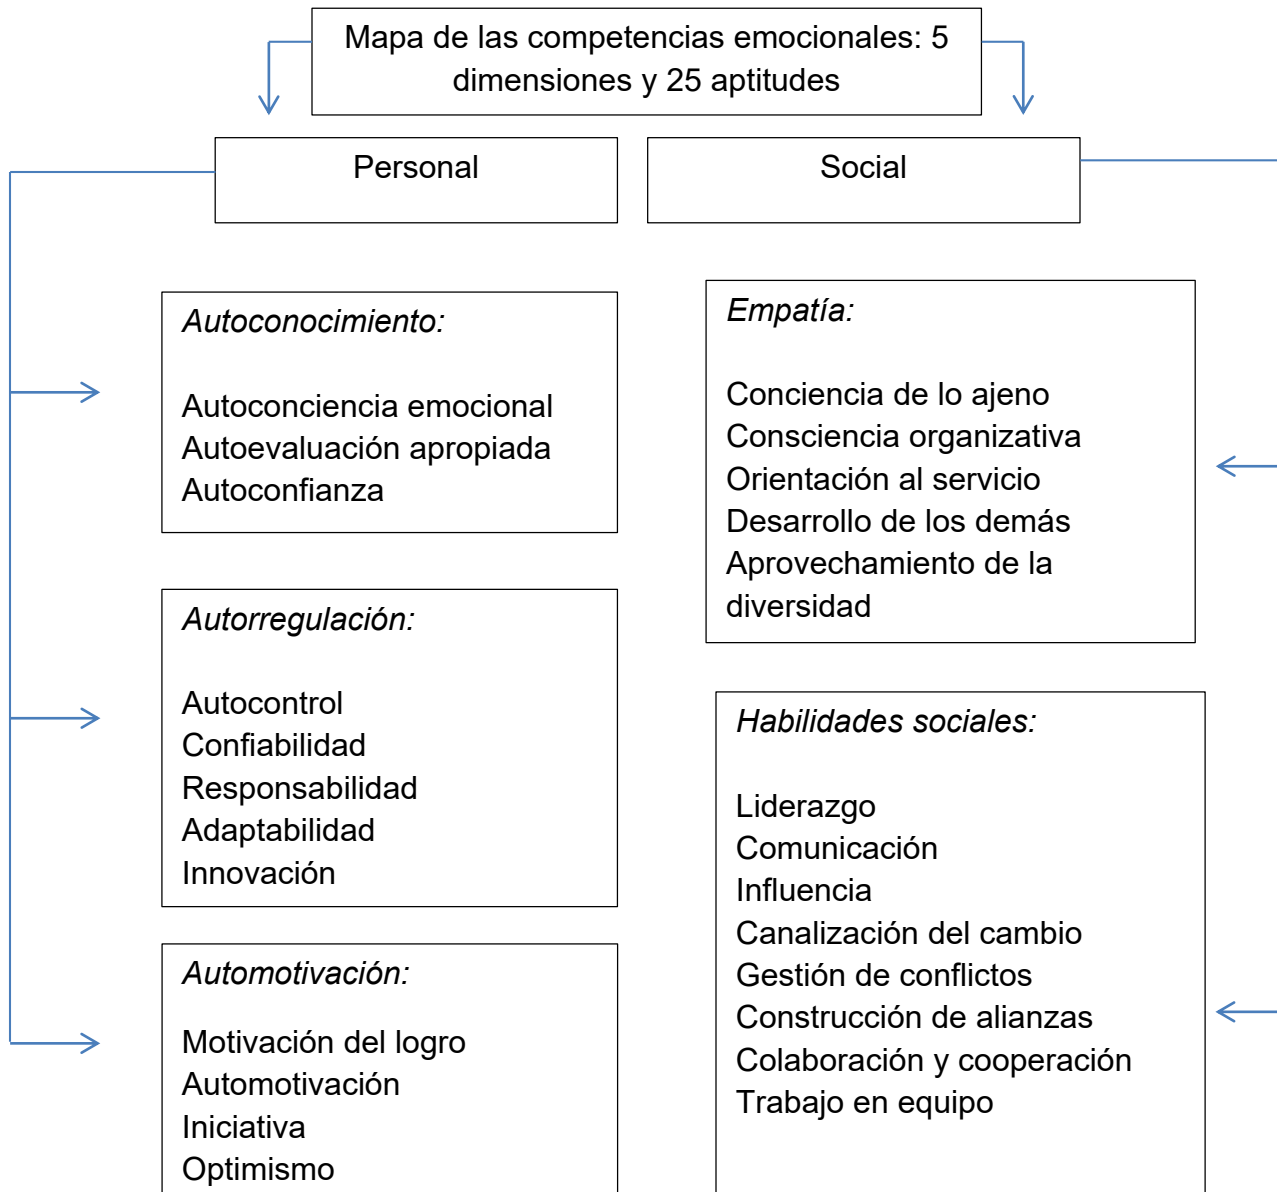 Mapa de las competencias emocionales: 5
dimensiones y 25 aptitudes
Personal
Social
Autoconocimiento:
Autoconciencia emocional
Autoevaluación apropiada
Autoconfianza
Autorregulación:
Autocontrol
Confiabilidad
Responsabilidad
Adaptabilidad
Innovación
Automotivación:
Motivación del logro
Automotivación
Iniciativa
Optimismo
Empatía:
Conciencia de lo ajeno
Consciencia organizativa
Orientación al servicio
Desarrollo de los demás
Aprovechamiento de la
diversidad
Habilidades sociales:
Liderazgo
Comunicación
Influencia
Canalización del cambio
Gestión de conflictos
Construcción de alianzas
Colaboración y cooperación
Trabajo en equipo